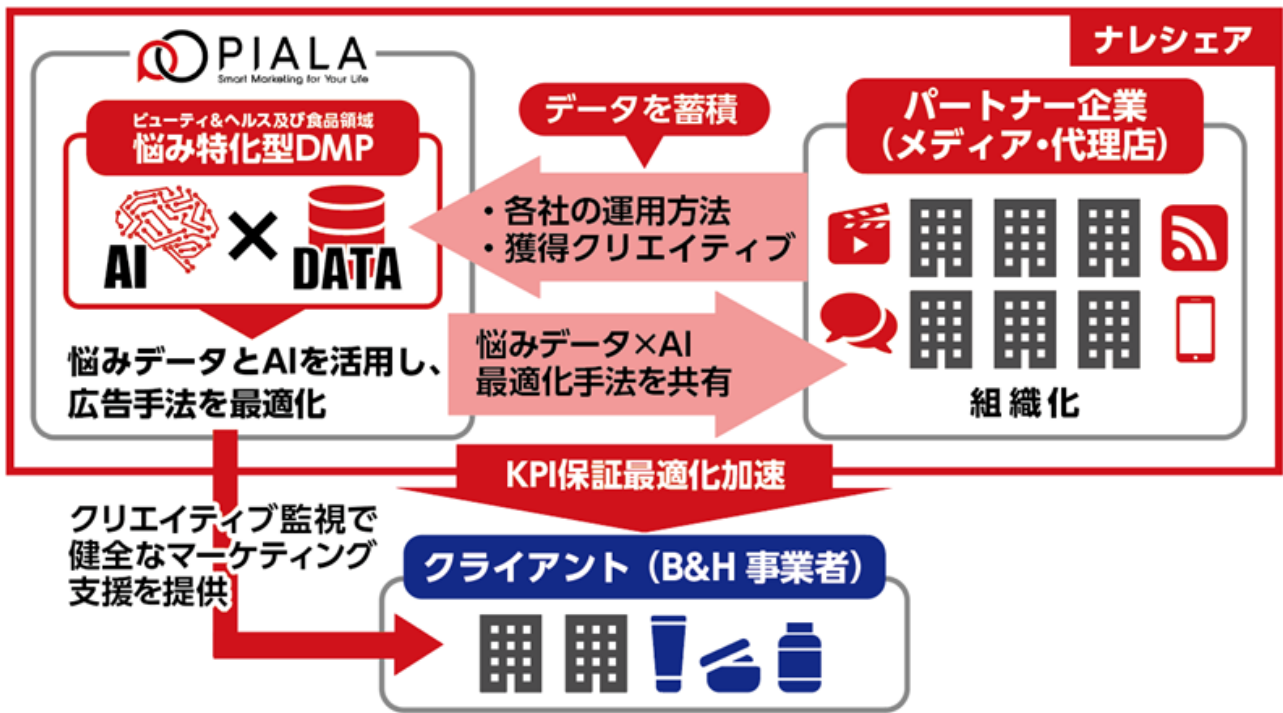 ナレシェア
PIALA
Smart Marketing for Your Life
ビューティ&ヘルス及び食品領域
悩み特化型DMP
AI×DATA
悩みデータとAIを活用し、
広告手法を最適化
データを蓄積
・各社の運用方法
・獲得クリエイティブ
悩みデータ×AI
最適化手法を共有
パートナー企業
（メディア・代理店）
組織化
KPI保証最適化加速
クリエイティブ監視で
健全なマーケティング
支援を提供
クライアント（B&H 事業者）